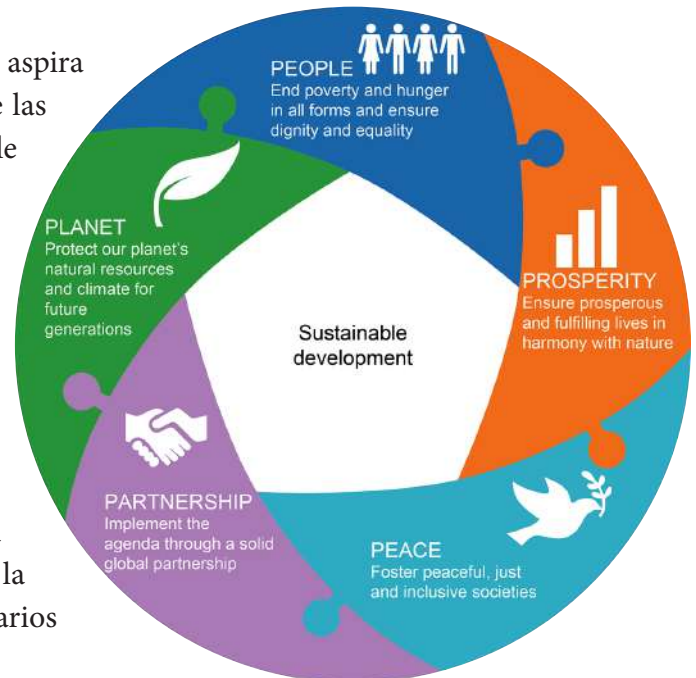 aspira
las
PEOPLE
End poverty and hunger
in all forms and ensure
dignity and equality
PROSPERITY
Ensure prosperous
and fulfilling lives in
harmony with nature
PEACE
Foster peaceful, just
and inclusive societies
PARTNERSHIP
Implement the
agenda through a solid
global partnership
PLANET
Protect our planet's
natural resources
and climate for
future
generations
Sustainable
development
la